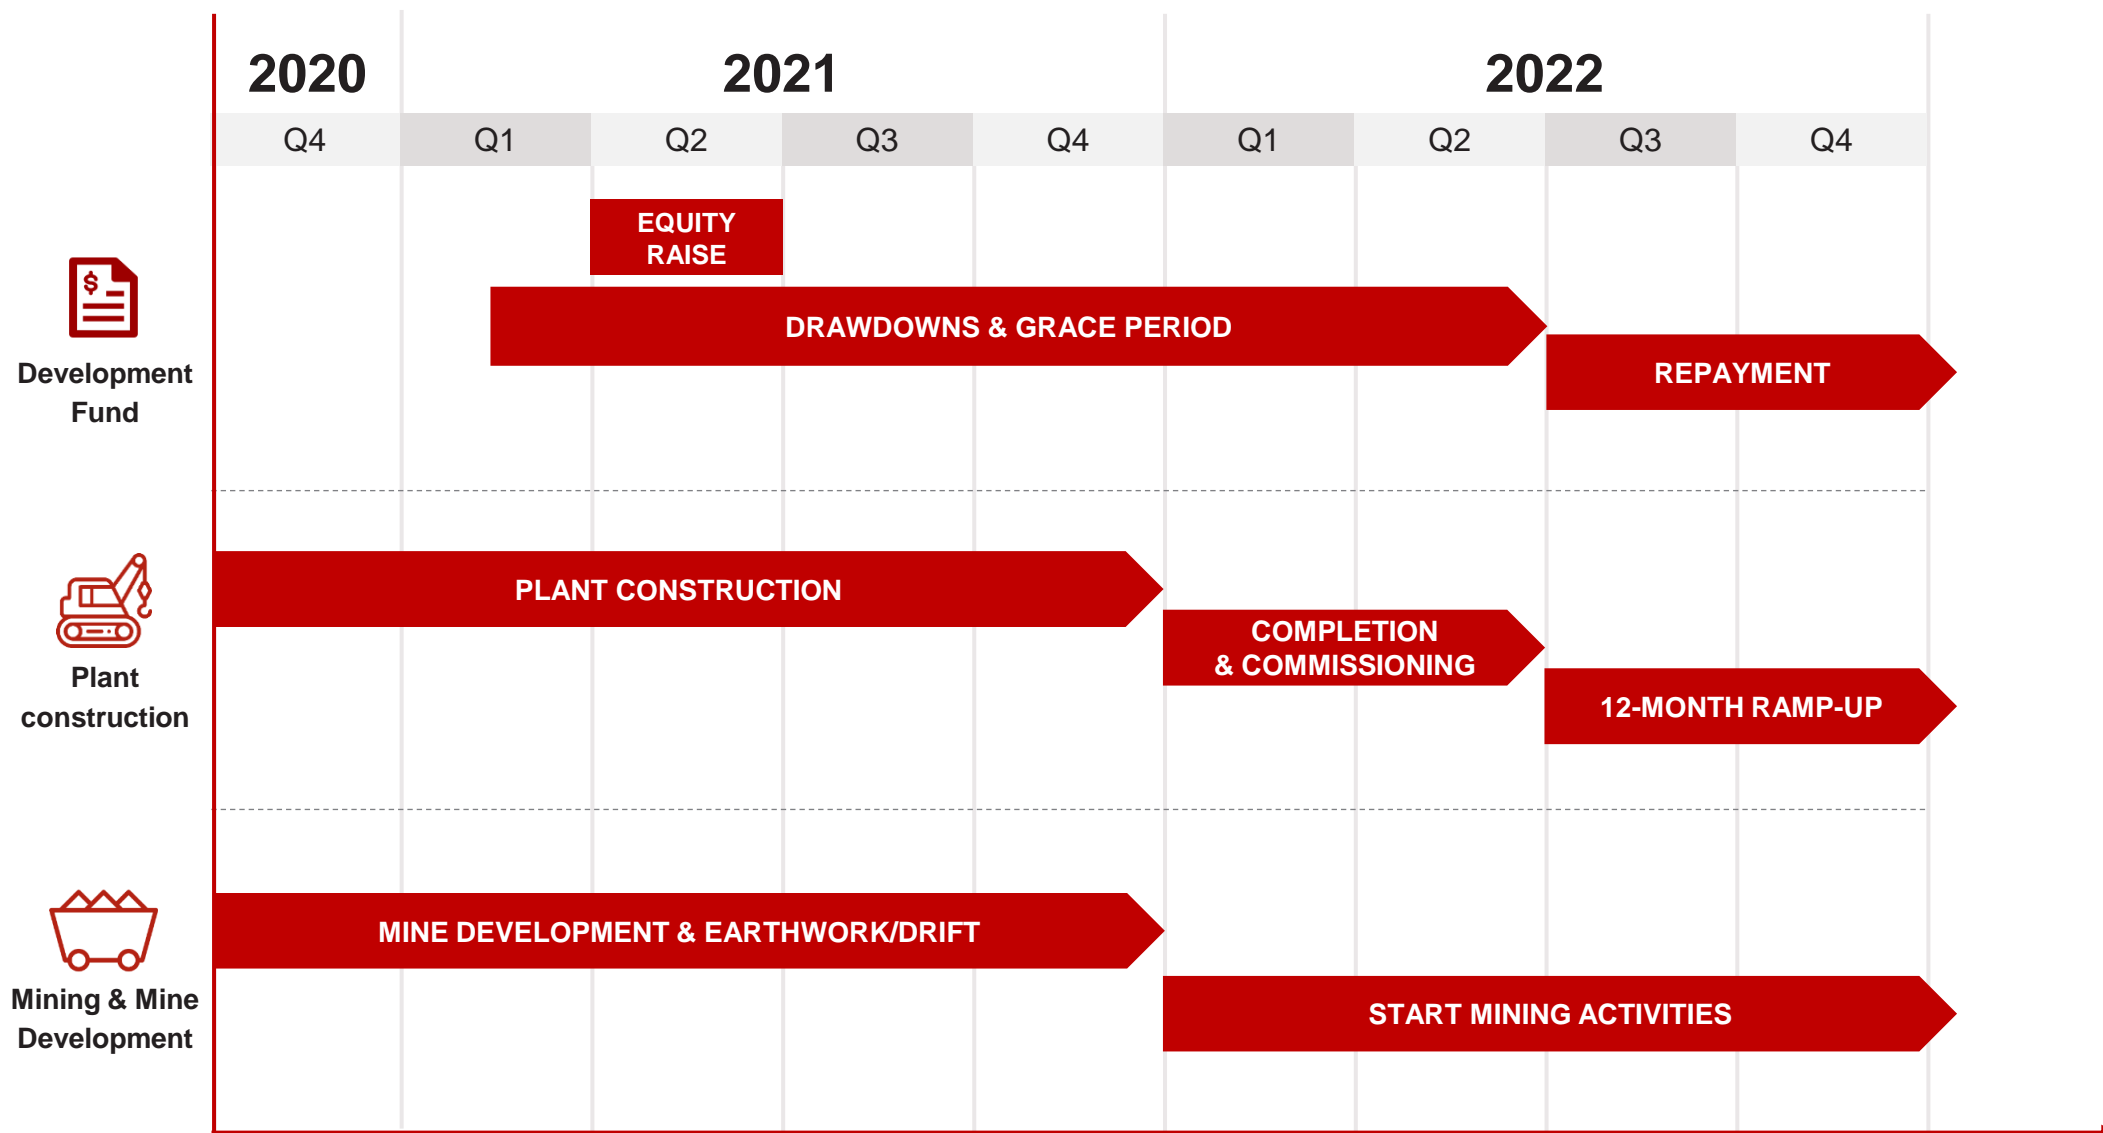 2020
2021
2022
Q4
Q1
Q2
Q3
Q4
Q1
Q2
Q3
Q4
$
Development
Fund
EQUITY
RAISE
DRAWDOWNS & GRACE PERIOD
REPAYMENT
Plant
construction
PLANT CONSTRUCTION
COMPLETION
& COMMISSIONING
12-MONTH RAMP-UP
Mining & Mine
Development
MINE DEVELOPMENT & EARTHWORK/DRIFT
START MINING ACTIVITIES